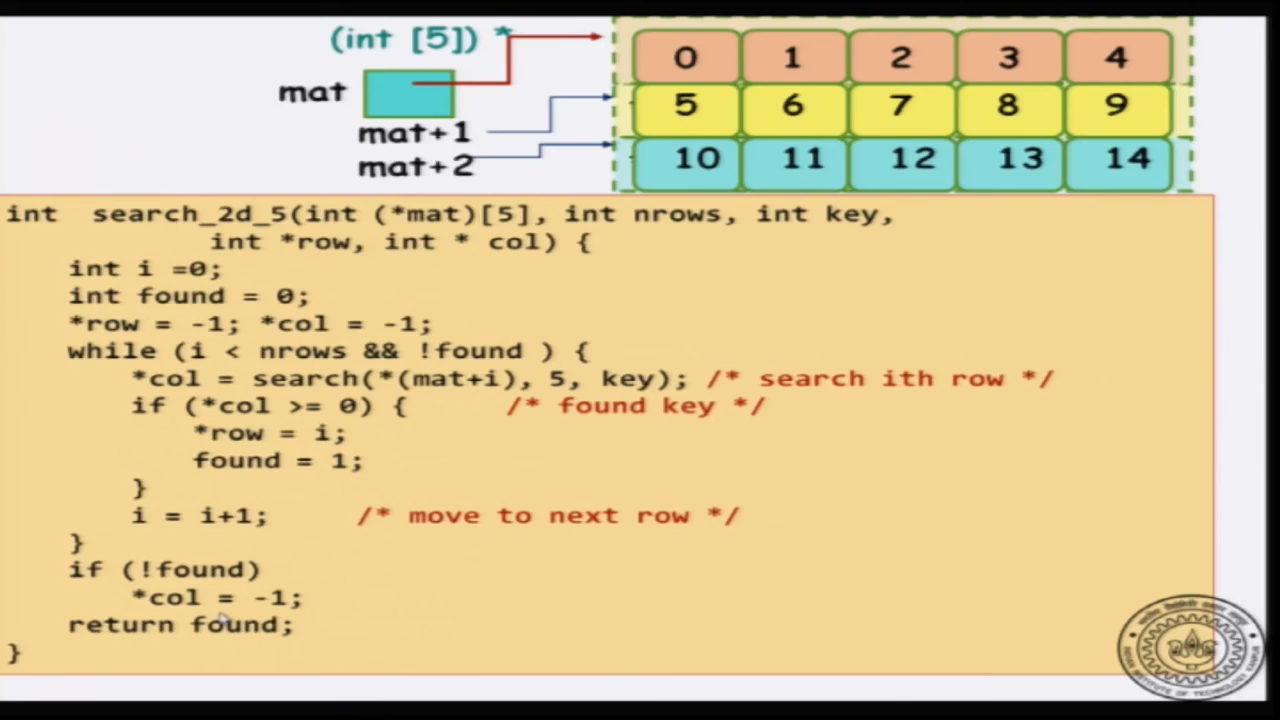 (int [5]) *
mat
mat+1
mat+2
0 1 2 3 4
5 6 7 8 9
10 11 12 13 14
int  search_2d_5(int (*mat)[5], int nrows, int key,
int *row, int * col) {
int i =0;
int found = 0;
*row = -1; *col = -1;
while (i < nrows && !found ) {
*col = search(*(mat+i), 5, key); /* search ith row */
if (*col >= 0) {      /* found key */
*row = i;
found = 1;
}
i = i+1;     /* move to next row */
}
if (!found)
*col = -1;
return found;
}